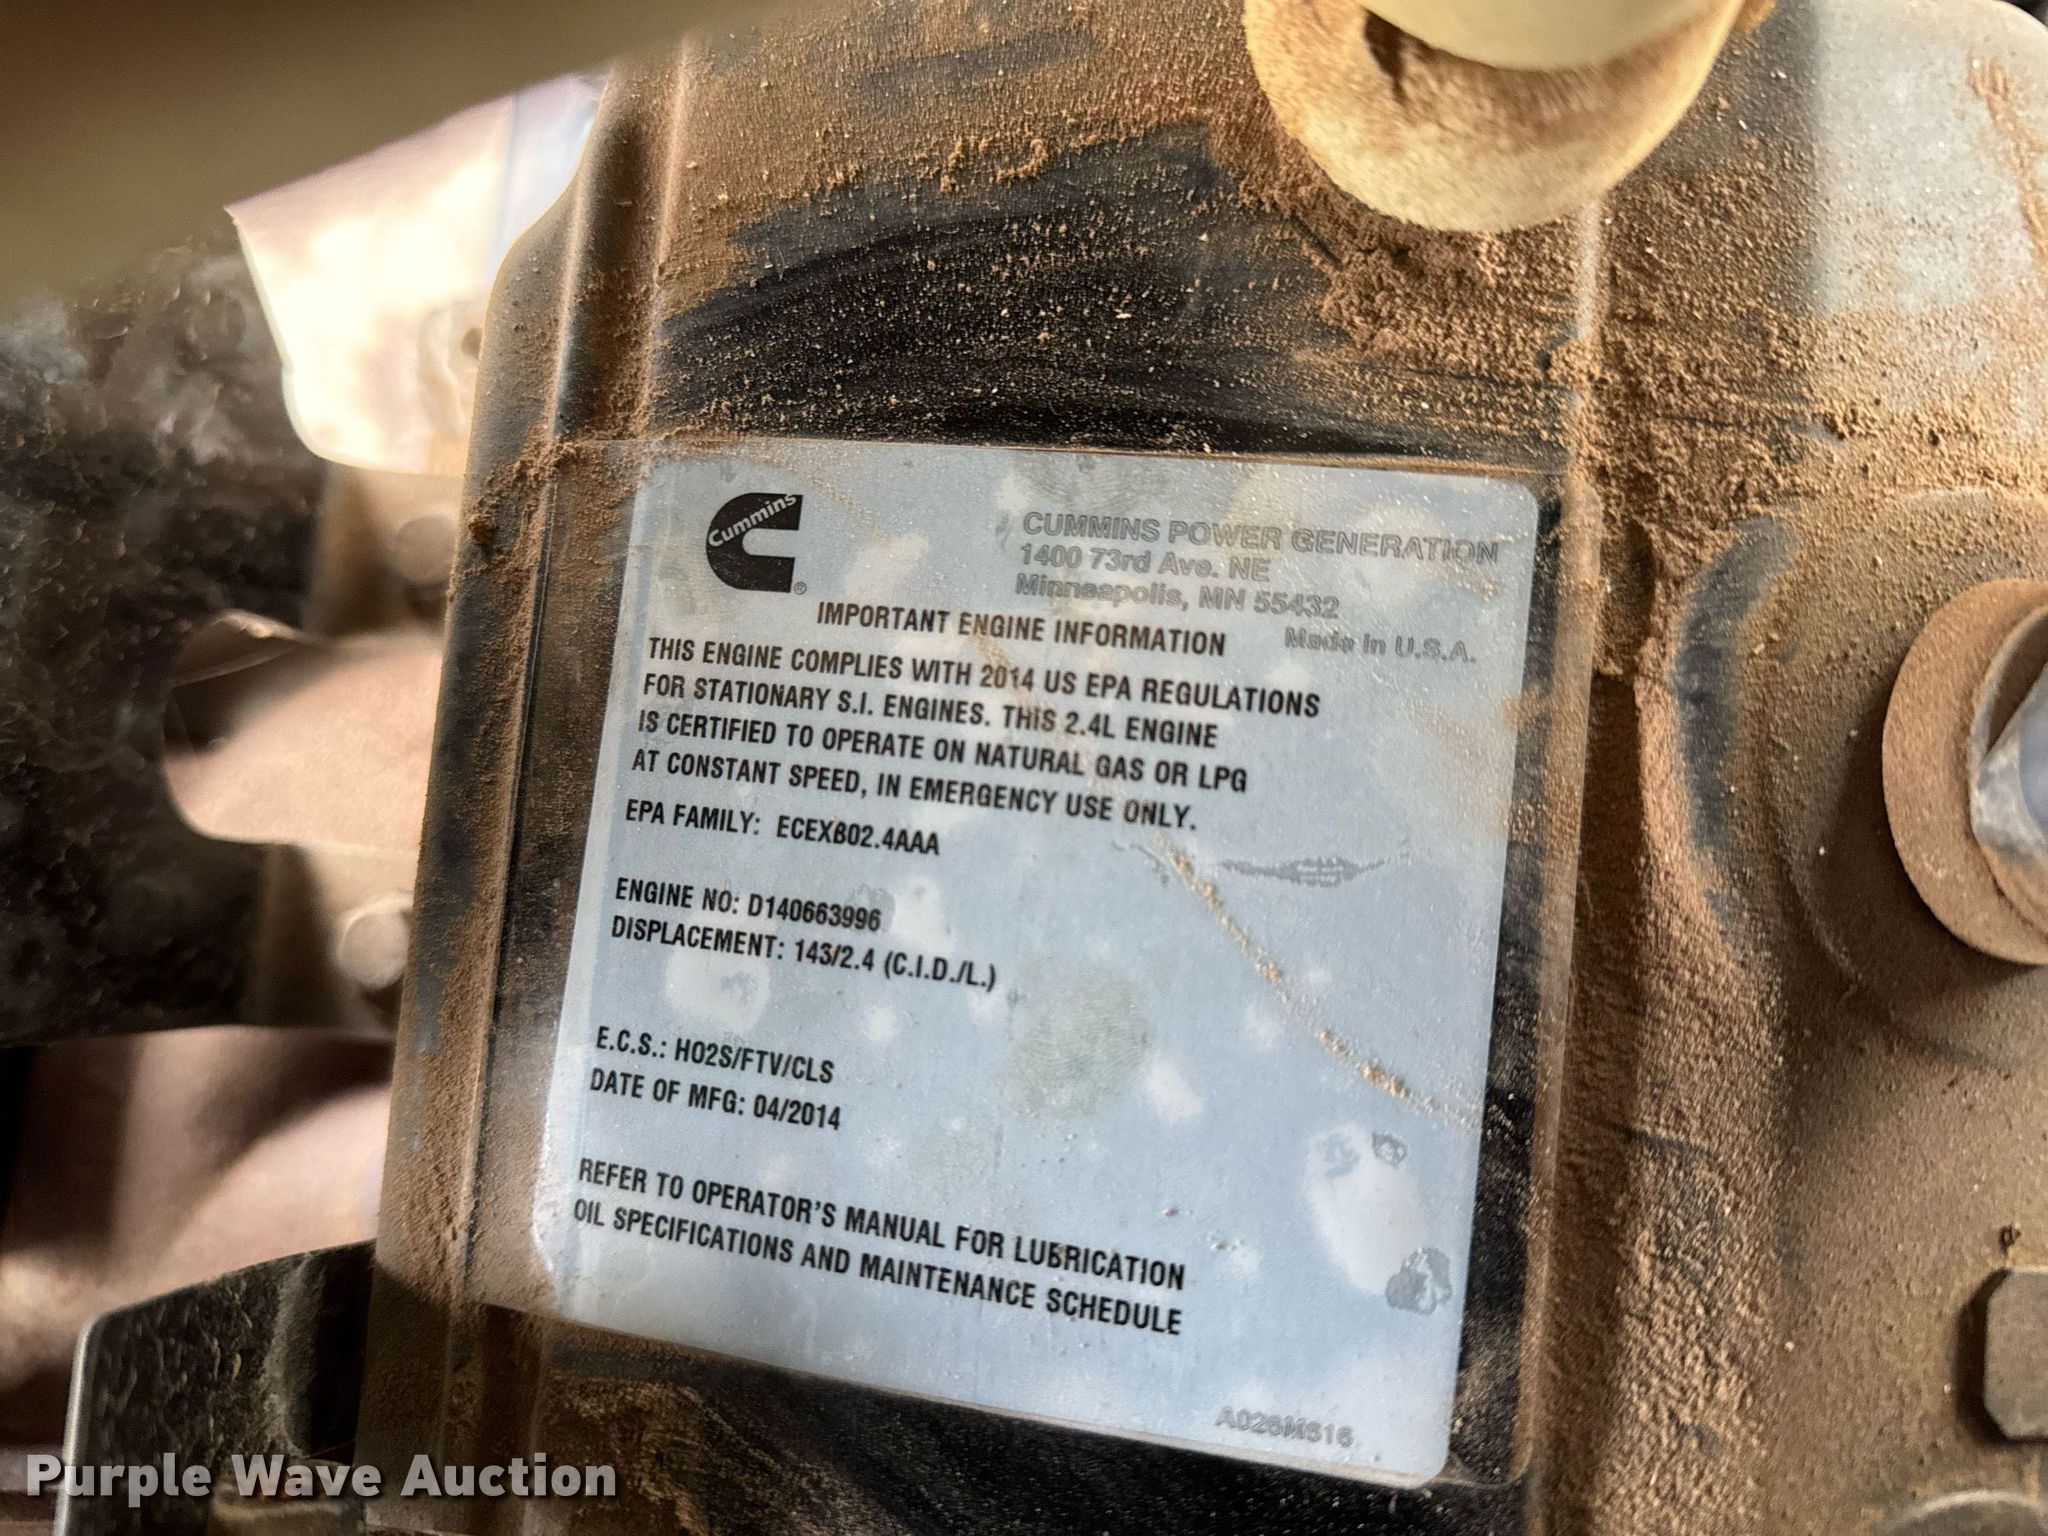 Cummins
®
CUMMINS POWER GENERATION
1400 73rd Ave. NE
Minneapolis, MN 55432
Made in U.S.A.
IMPORTANT ENGINE INFORMATION
THIS ENGINE COMPLIES WITH 2014 US EPA REGULATIONS
FOR STATIONARY S.I. ENGINES. THIS 2.4L ENGINE
IS CERTIFIED TO OPERATE ON NATURAL GAS OR LPG
AT CONSTANT SPEED, IN EMERGENCY USE ONLY.
EPA FAMILY: ECEXB02.4AAA
ENGINE NO: D140663996
DISPLACEMENT: 143/2.4 (C.I.D./L.)
E.C.S.: HO2S/FTV/CLS
DATE OF MFG: 04/2014
REFER TO OPERATOR'S MANUAL FOR LUBRICATION
OIL SPECIFICATIONS AND MAINTENANCE SCHEDULE
Purple Wave Auction